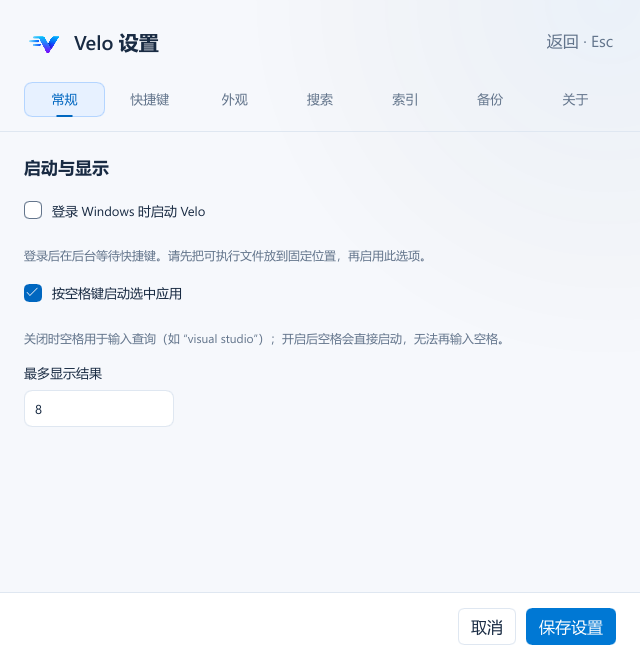 Velo 设置
返回 · Esc
常规 快捷键 外观 搜索 索引 备份 关于
启动与显示
登录 Windows 时启动 Velo
登录后在后台等待快捷键。请先把可执行文件放到固定位置，再启用此选项。
按空格键启动选中应用
关闭时空格用于输入查询（如 “visual studio”）；开启后空格会直接启动，无法再输入空格。
最多显示结果
8
取消 保存设置